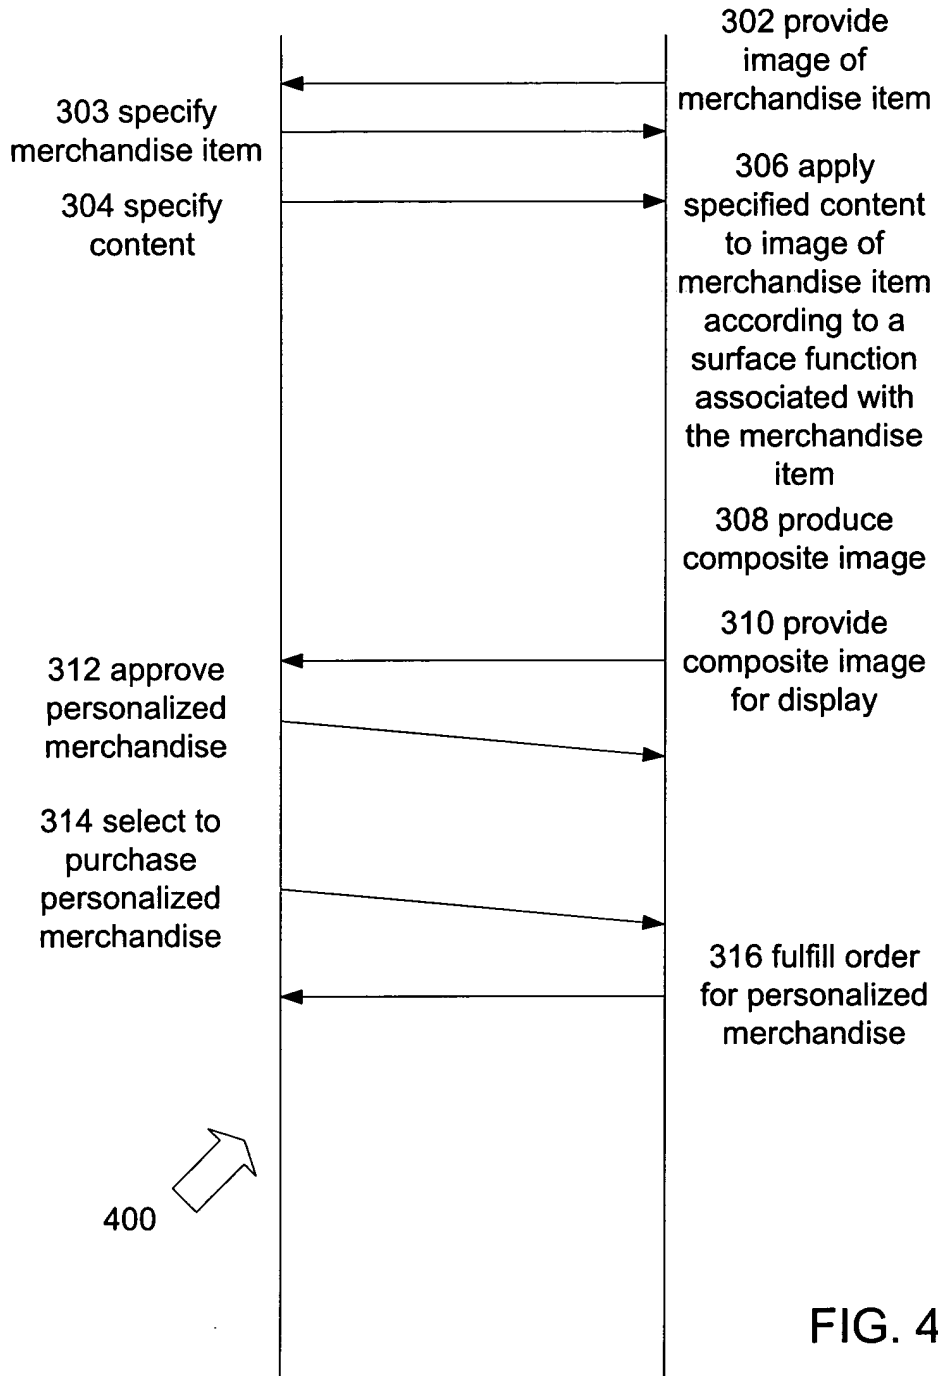 302 provide
image of
merchandise item
303 specify
merchandise item
304 specify
content
306 apply
specified content
to image of
merchandise item
according to a
surface function
associated with
the merchandise
item
308 produce
composite image
310 provide
composite image
for display
312 approve
personalized
merchandise
314 select to
purchase
personalized
merchandise
316 fulfill order
for personalized
merchandise
400
FIG. 4